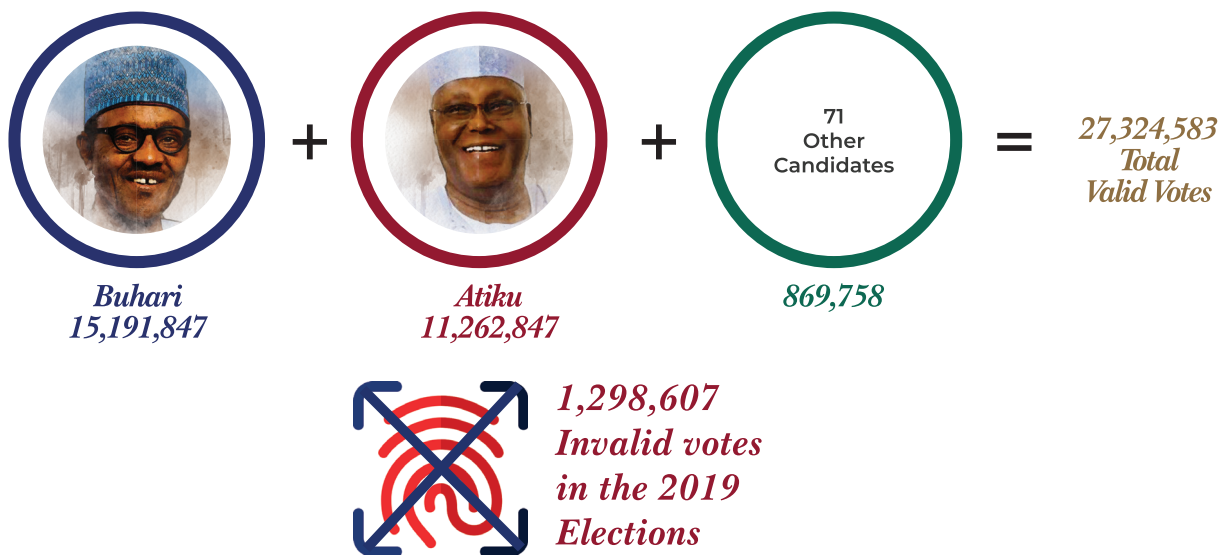 71
Other
Candidates
+
+
=
27,324,583
Total
Valid Votes
Buhari
15,191,847
Atiku
11,262,847
869,758
1,298,607
Invalid votes
in the 2019
Elections